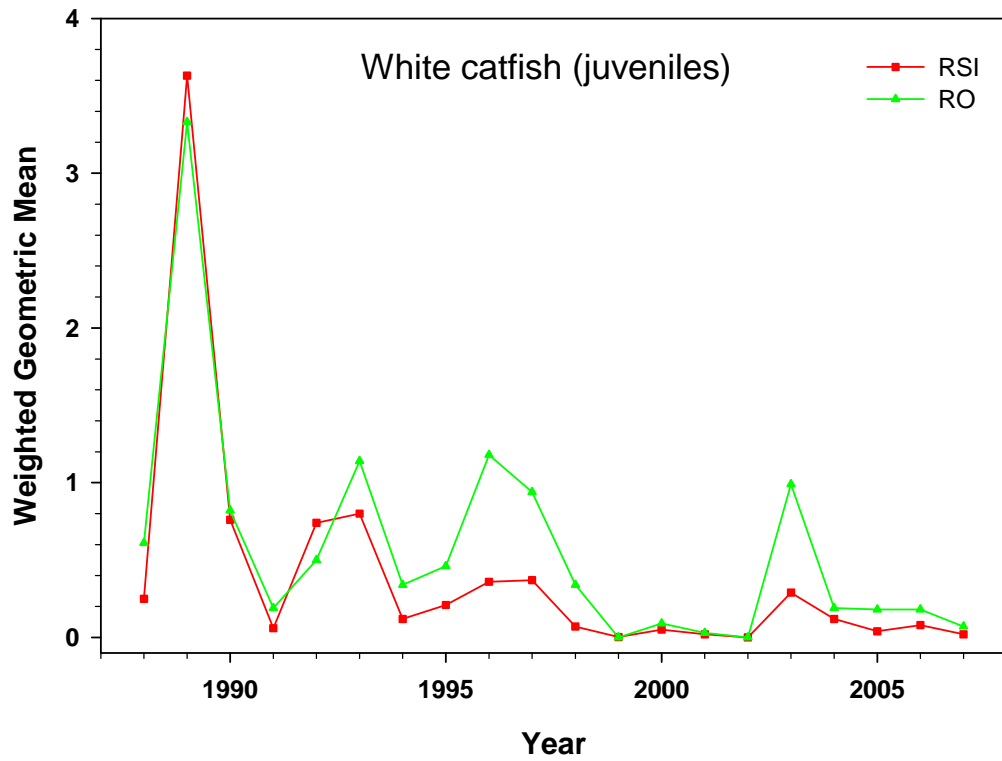 White catfish (juveniles)
RSI
RO
Weighted Geometric Mean
4
3
2
1
0
1990 1995 2000 2005
Year